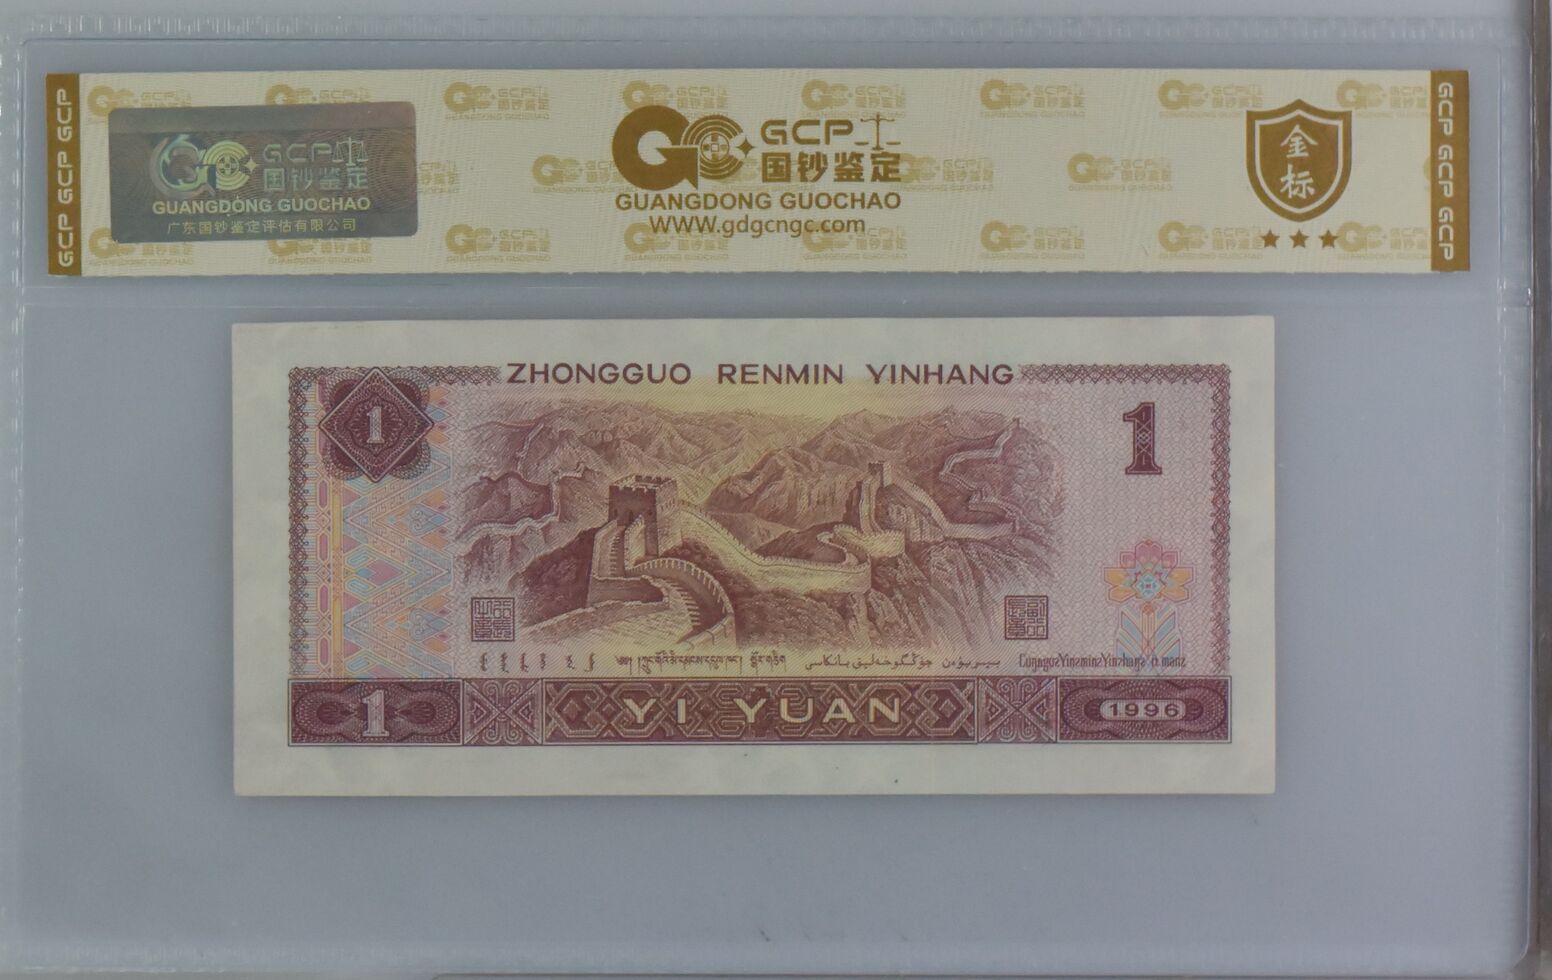 GCP GCP GCP
GCP
国钞鉴定
GUANGDONG GUOCHAO
广东国钞鉴定评估有限公司
GCP
国钞鉴定
GUANGDONG GUOCHAO
WWW.gdgcngc.com
金标
GCP GCP GCP
ZHONGGUO RENMIN YINHANG
1
1
1
YI YUAN
1996